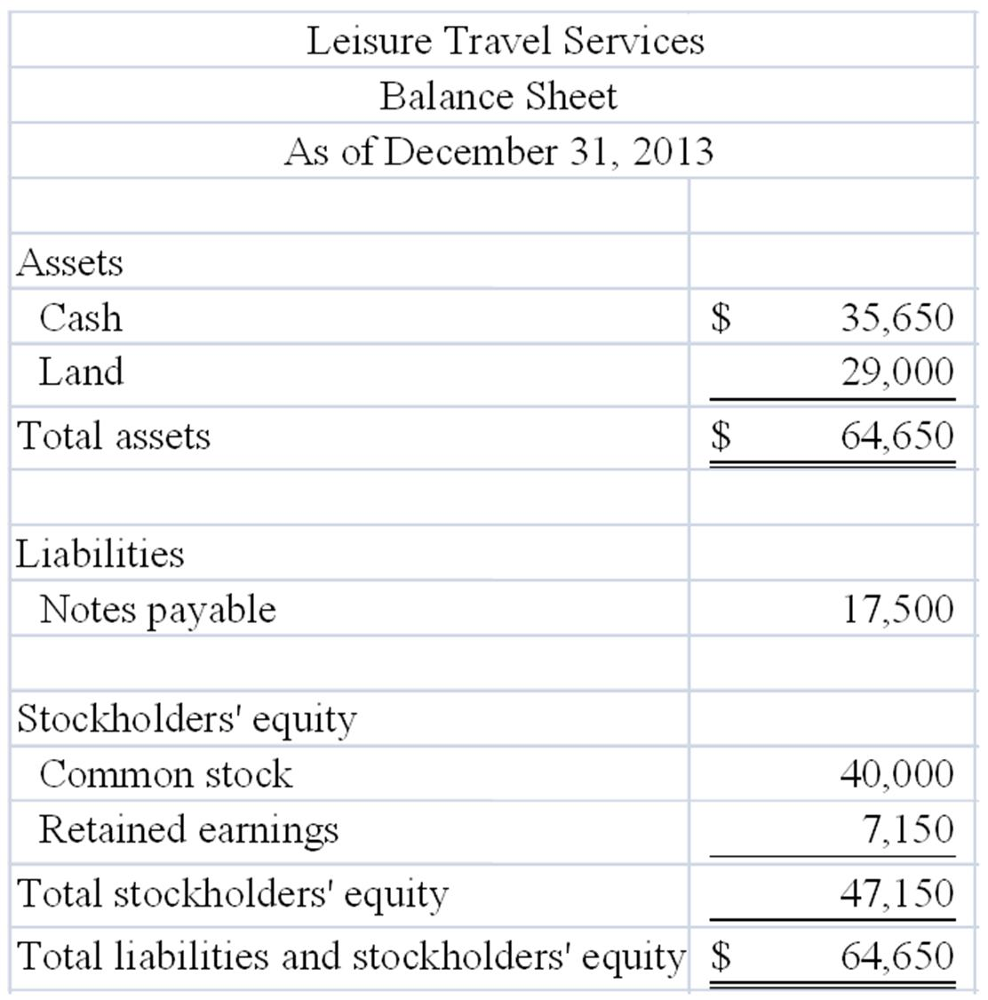 Leisure Travel Services
Balance Sheet
As of December 31, 2013
Assets
Cash $ 35,650
Land 29,000
Total assets $ 64,650
Liabilities
Notes payable 17,500
Stockholders' equity
Common stock 40,000
Retained earnings 7,150
Total stockholders' equity 47,150
Total liabilities and stockholders' equity $ 64,650